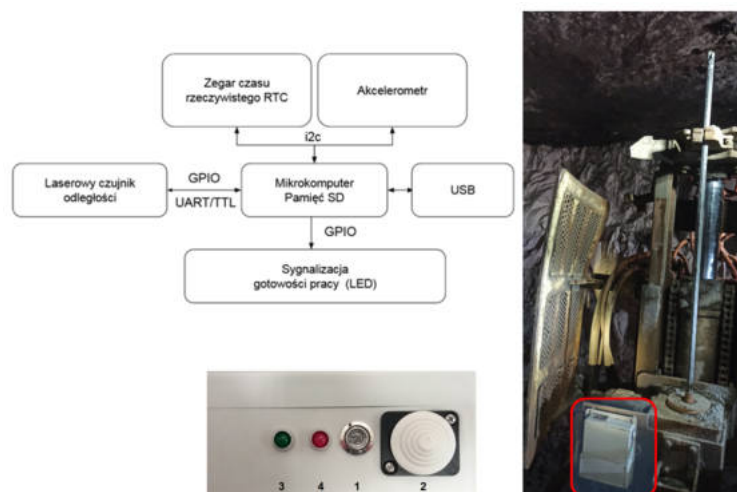 Zegar czasu
rzeczywistego RTC
Akcelerometr
i2c
Laserowy czujnik
odległości
GPIO
UART/TTL
Mikrokomputer
Pamięć SD
USB
GPIO
Sygnalizacja
gotowości pracy (LED)
3 4 1 2